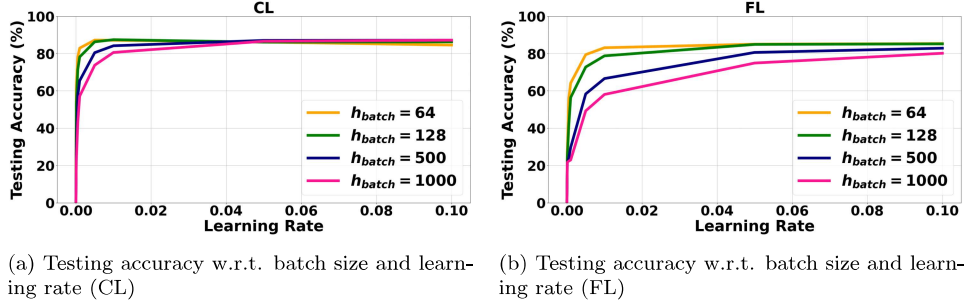 CL
Testing Accuracy (%)
100
80
60
40
20
0
h_batch = 64
h_batch = 128
h_batch = 500
h_batch = 1000
0.00 0.02 0.04 0.06 0.08 0.10
Learning Rate
(a) Testing accuracy w.r.t. batch size and learn-
ing rate (CL)
FL
Testing Accuracy (%)
100
80
60
40
20
0
h_batch = 64
h_batch = 128
h_batch = 500
h_batch = 1000
0.00 0.02 0.04 0.06 0.08 0.10
Learning Rate
(b) Testing accuracy w.r.t. batch size and learn-
ing rate (FL)